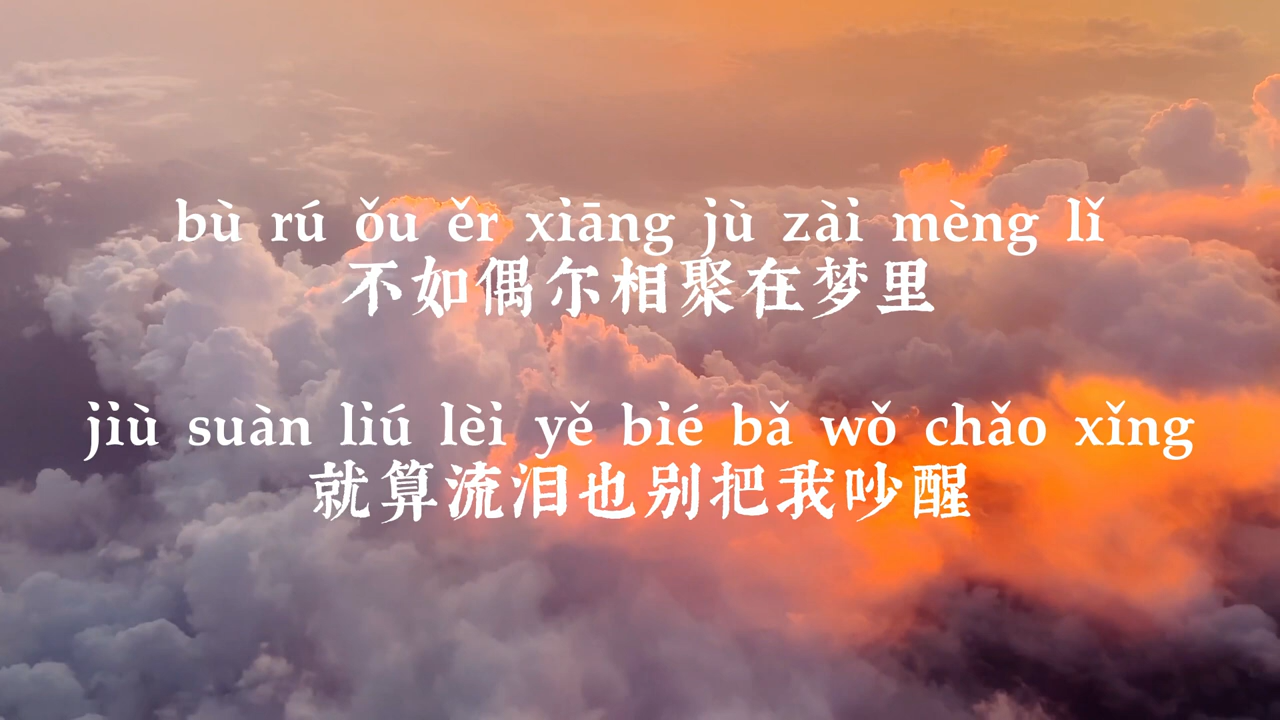 bù rú ǒu ěr xiāng jù zài mèng lǐ
不如偶尔相聚在梦里
jiù suàn liú lèi yě bié bǎ wǒ chǎo xǐng
就算流泪也别把我吵醒